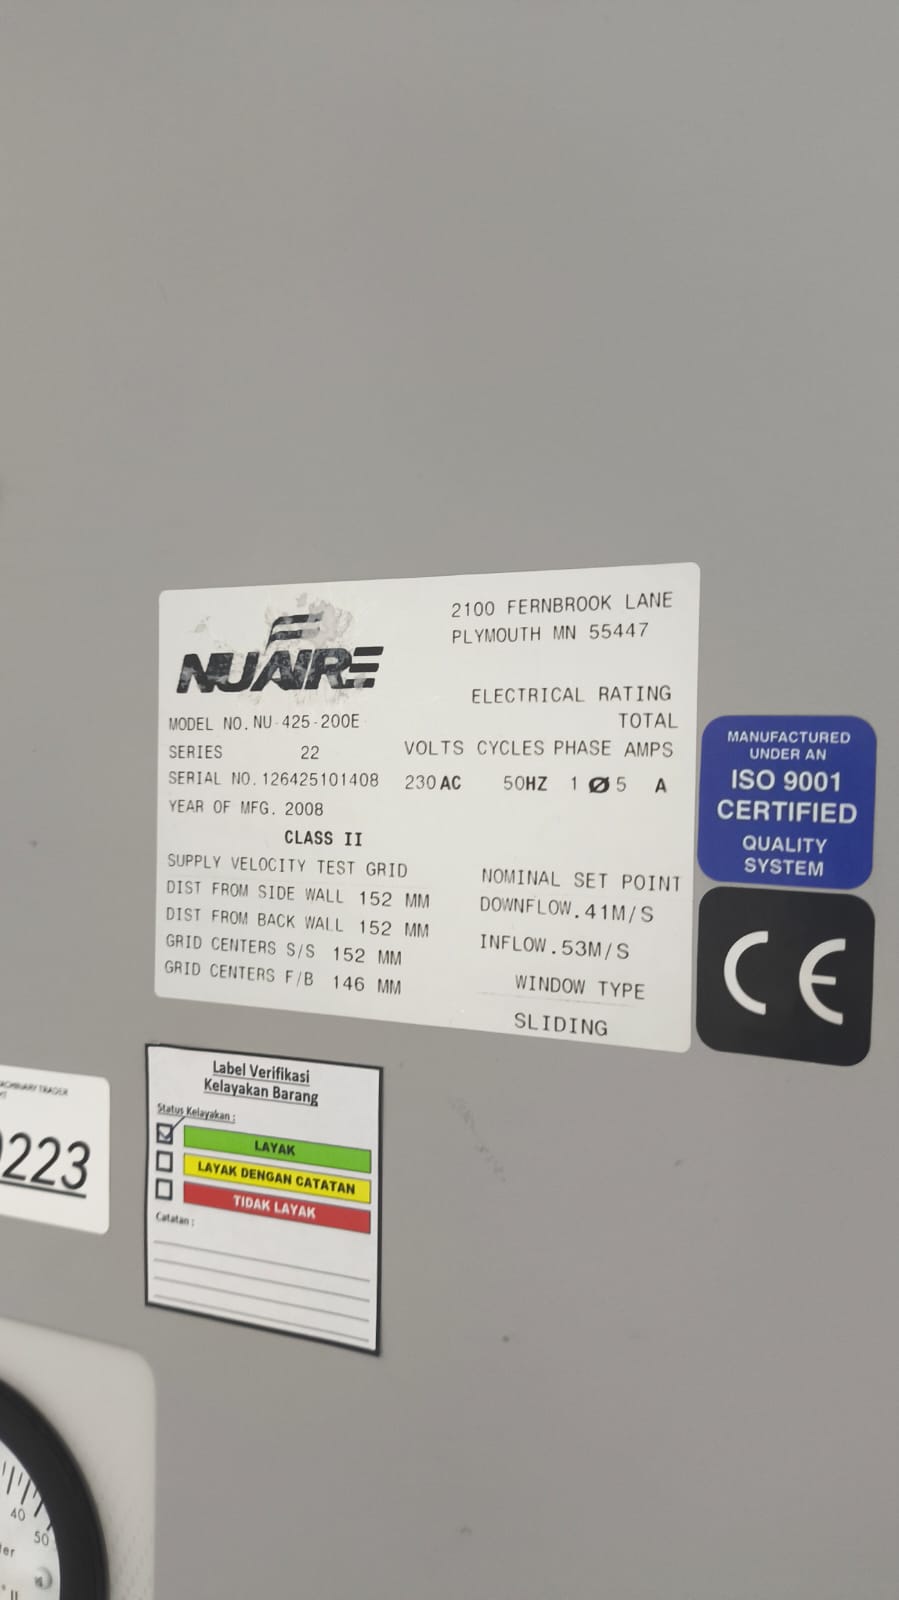 NUAIRE
2100 FERNBROOK LANE
PLYMOUTH MN 55447
MODEL NO. NU-425-200E
SERIES 22
SERIAL NO. 126425101408
YEAR OF MFG. 2008
CLASS II
ELECTRICAL RATING
TOTAL
VOLTS CYCLES PHASE AMPS
230 AC 50HZ 1 Ø 5 A
SUPPLY VELOCITY TEST GRID
DIST FROM SIDE WALL 152 MM
DIST FROM BACK WALL 152 MM
GRID CENTERS S/S 152 MM
GRID CENTERS F/B 146 MM
NOMINAL SET POINT
DOWNFLOW .41M/S
INFLOW .53M/S
WINDOW TYPE
SLIDING
MANUFACTURED
UNDER AN
ISO 9001
CERTIFIED
QUALITY
SYSTEM
CE
Label Verifikasi
Kelayakan Barang
Status Kelayakan :
LAYAK
LAYAK DENGAN CATATAN
TIDAK LAYAK
Catatan :
TRADER
223
40
50